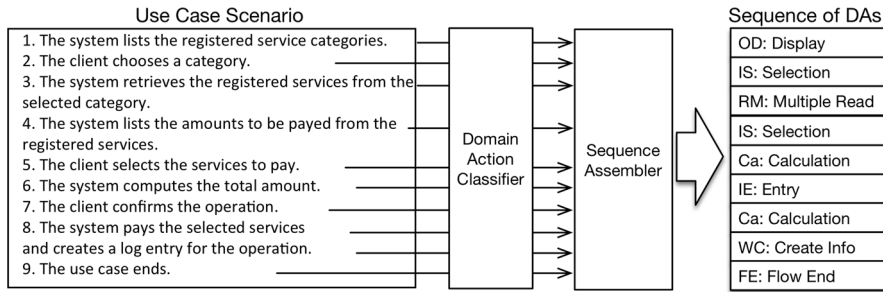 Use Case Scenario
1. The system lists the registered service categories.
2. The client chooses a category.
3. The system retrieves the registered services from the
selected category.
4. The system lists the amounts to be payed from the
registered services.
5. The client selects the services to pay.
6. The system computes the total amount.
7. The client confirms the operation.
8. The system pays the selected services
and creates a log entry for the operation.
9. The use case ends.
Domain
Action
Classifier
Sequence
Assembler
Sequence of DAs
OD: Display
IS: Selection
RM: Multiple Read
IS: Selection
Ca: Calculation
IE: Entry
Ca: Calculation
WC: Create Info
FE: Flow End